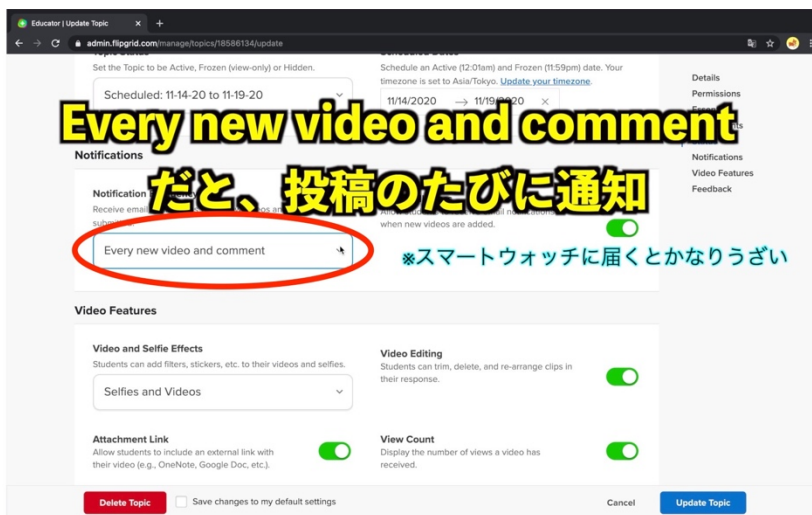 Educator | Update Topic
admin.flipgrid.com/manage/topics/18586134/update
Set the Topic to be Active, Frozen (view-only) or Hidden.
Scheduled: 11-14-20 to 11-19-20
Schedule an Active (12:01am) and Frozen (11:59pm) date. Your
timezone is set to Asia/Tokyo. Update your timezone.
11/14/2020 → 11/19/2020 ×
Details
Permissions
Notifications
Video Features
Feedback
Every new video and comment
だと、投稿のたびに通知
※スマートウォッチに届くとかなりうざい
Notifications
Notification
Receive email
when new videos are added.
Every new video and comment
Video Features
Video and Selfie Effects
Students can add filters, stickers, etc. to their videos and selfies.
Selfies and Videos
Video Editing
Students can trim, delete, and re-arrange clips in
their response.
Attachment Link
Allow students to include an external link with
their video (e.g., OneNote, Google Doc, etc.).
View Count
Display the number of views a video has
received.
Delete Topic
Save changes to my default settings
Cancel
Update Topic